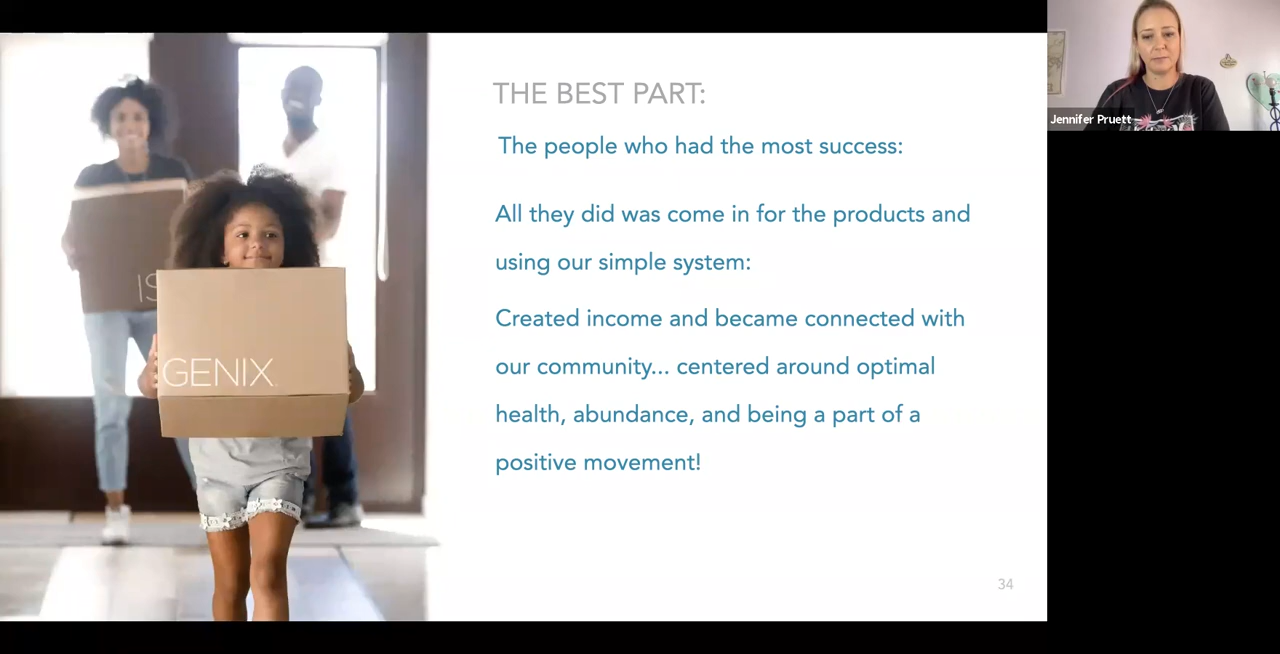 THE BEST PART:
The people who had the most success:
All they did was come in for the products and
using our simple system:
Created income and became connected with
our community... centered around optimal
health, abundance, and being a part of a
positive movement!
IS
GENIX
34
Jennifer Pruett